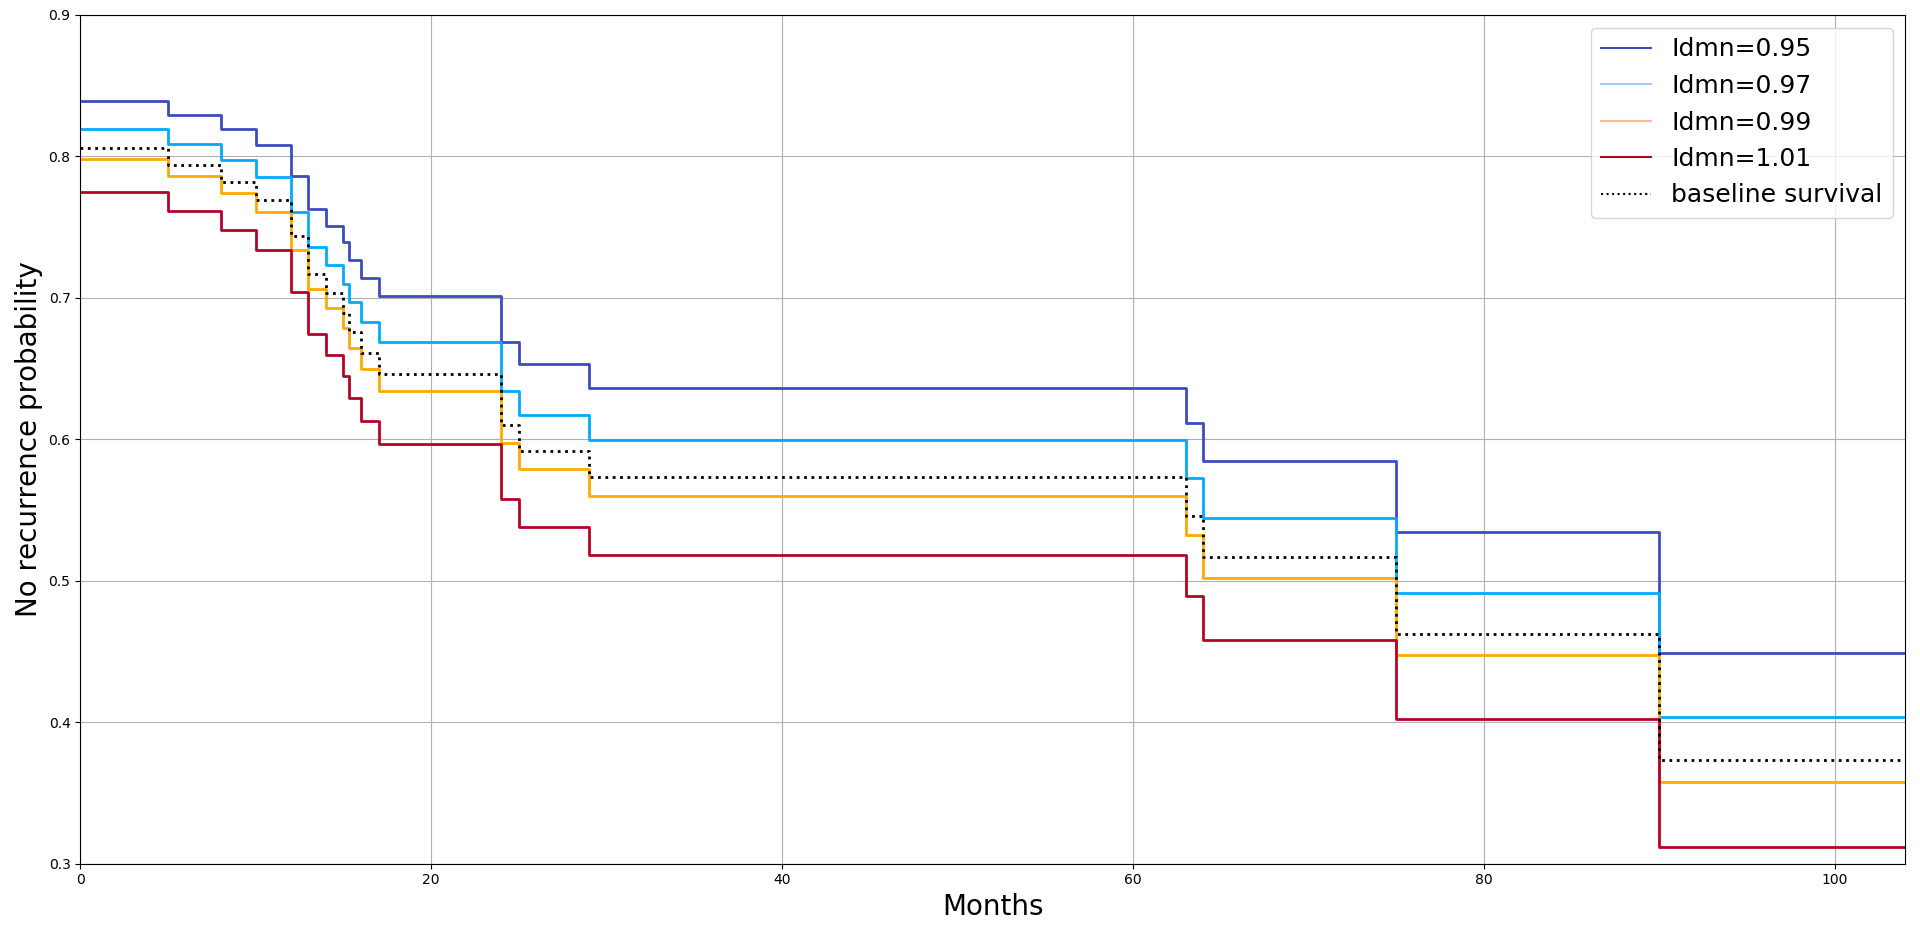 0.9
0.8
0.7
0.6
0.5
0.4
0.3
No recurrence probability
Idmn=0.95
Idmn=0.97
Idmn=0.99
Idmn=1.01
baseline survival
0 20 40 60 80 100
Months